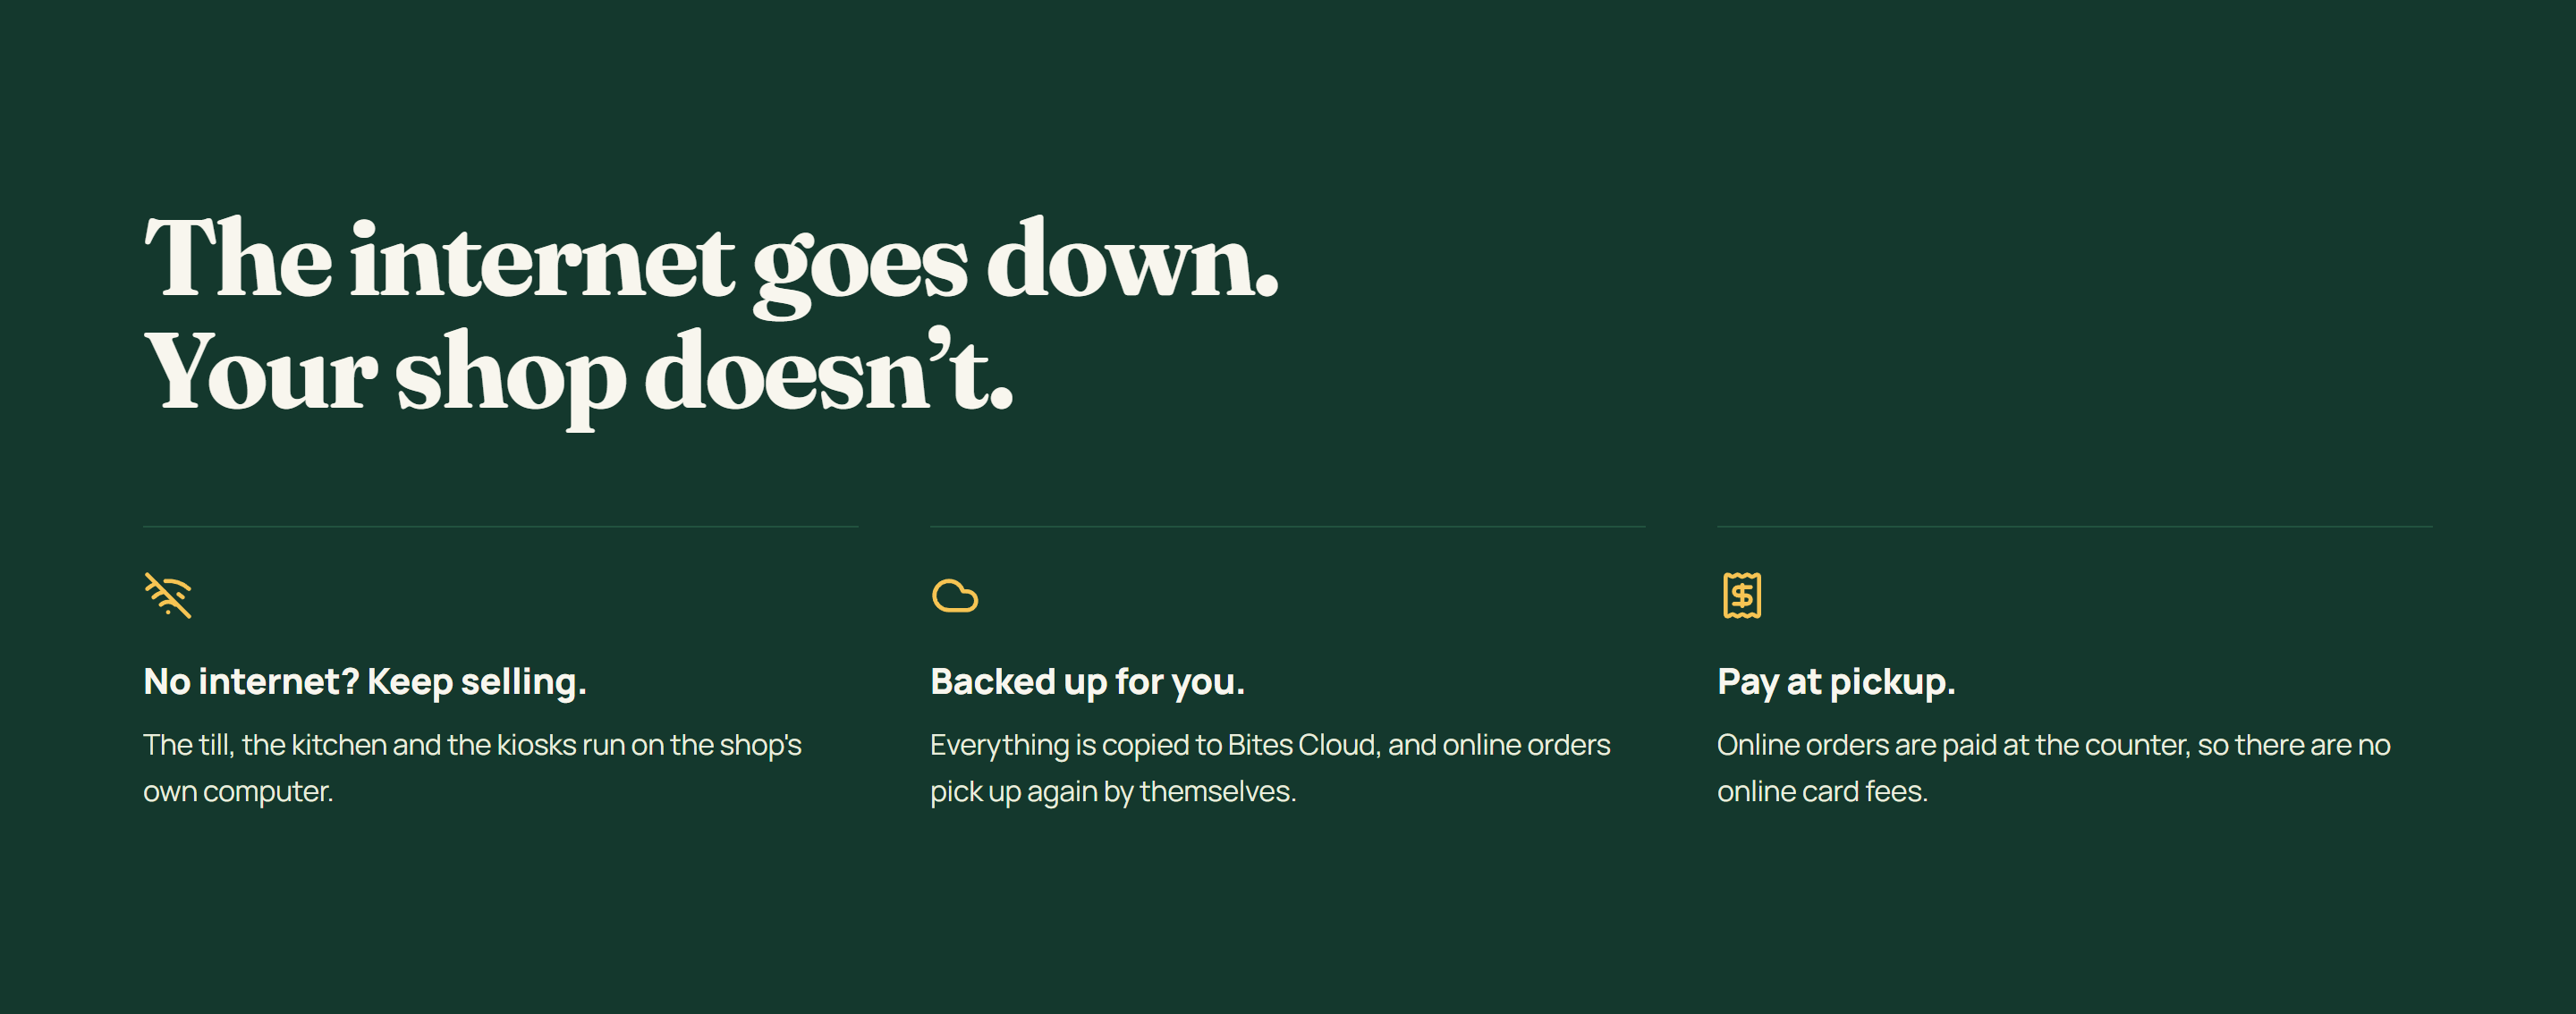 The internet goes down.
Your shop doesn’t.
No internet? Keep selling.
The till, the kitchen and the kiosks run on the shop's
own computer.
Backed up for you.
Everything is copied to Bites Cloud, and online orders
pick up again by themselves.
Pay at pickup.
Online orders are paid at the counter, so there are no
online card fees.